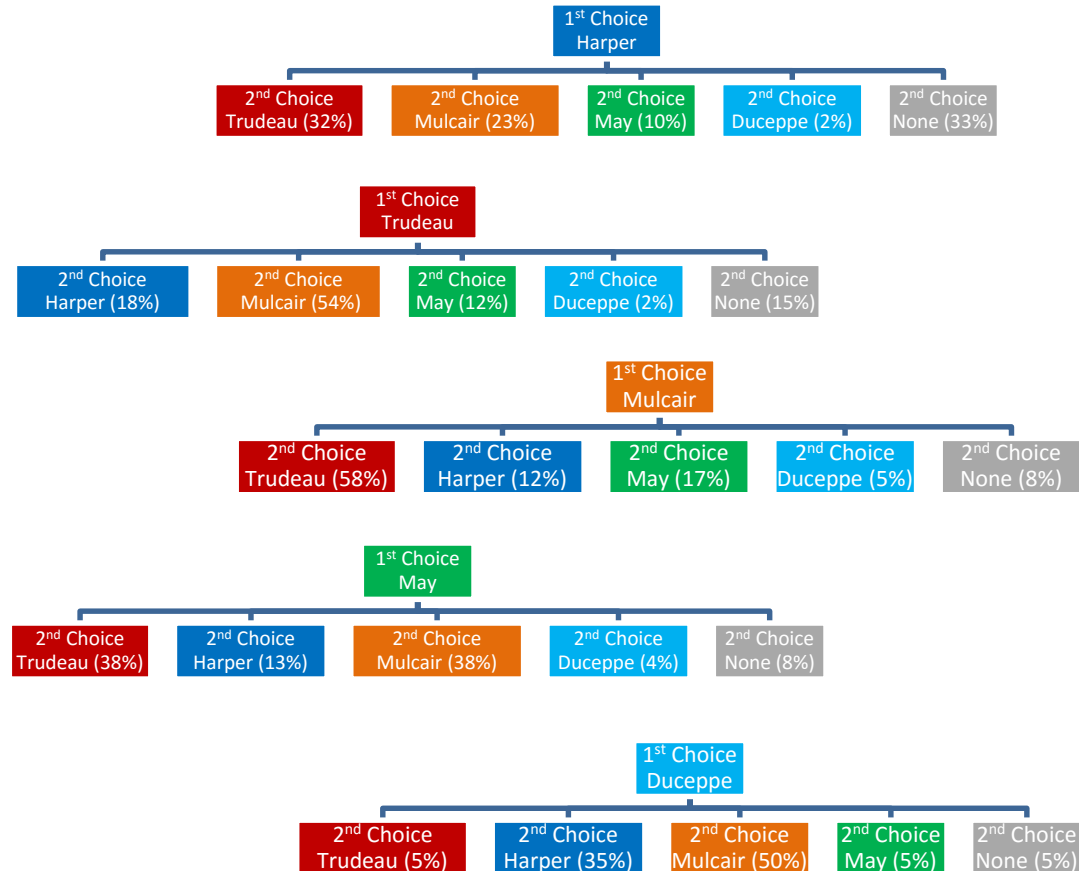 1st Choice
Harper
2nd Choice
Trudeau (32%)
2nd Choice
Mulcair (23%)
2nd Choice
May (10%)
2nd Choice
Duceppe (2%)
2nd Choice
None (33%)
1st Choice
Trudeau
2nd Choice
Harper (18%)
2nd Choice
Mulcair (54%)
2nd Choice
May (12%)
2nd Choice
Duceppe (2%)
2nd Choice
None (15%)
1st Choice
Mulcair
2nd Choice
Trudeau (58%)
2nd Choice
Harper (12%)
2nd Choice
May (17%)
2nd Choice
Duceppe (5%)
2nd Choice
None (8%)
1st Choice
May
2nd Choice
Trudeau (38%)
2nd Choice
Harper (13%)
2nd Choice
Mulcair (38%)
2nd Choice
Duceppe (4%)
2nd Choice
None (8%)
1st Choice
Duceppe
2nd Choice
Trudeau (5%)
2nd Choice
Harper (35%)
2nd Choice
Mulcair (50%)
2nd Choice
May (5%)
2nd Choice
None (5%)